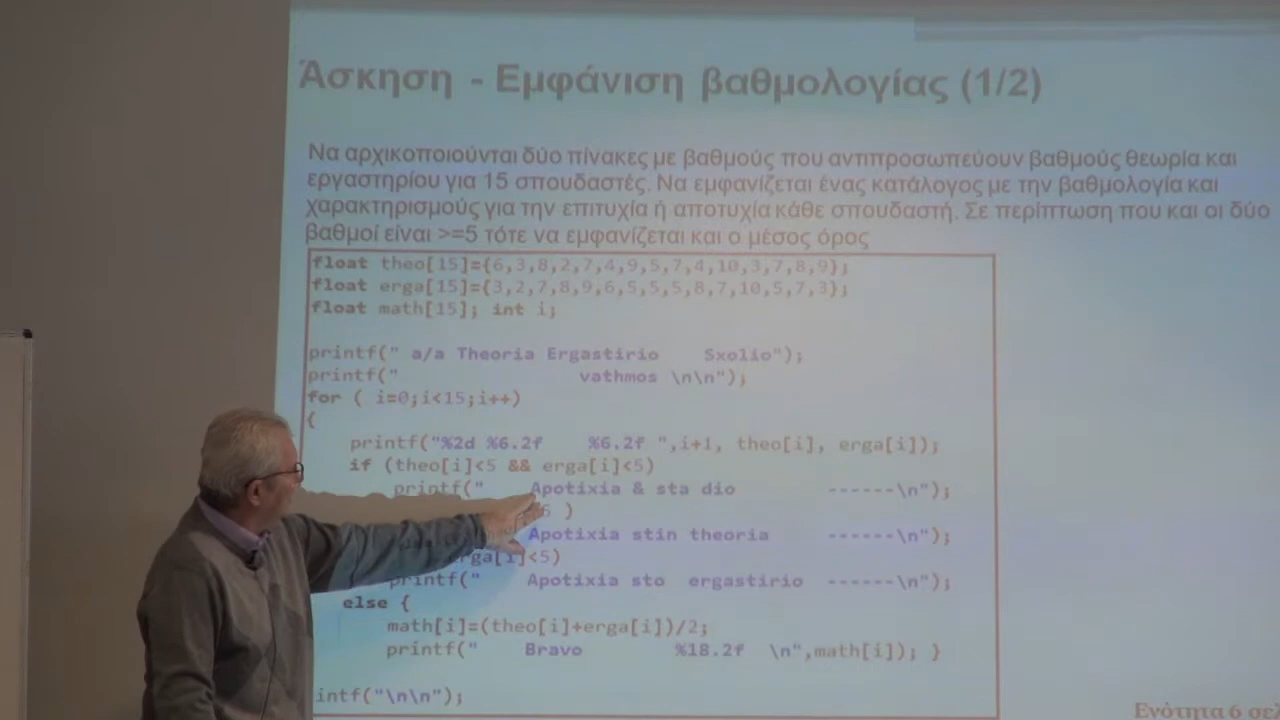 Άσκηση - Εμφάνιση βαθμολογίας (1/2)
Να αρχικοποιούνται δύο πίνακες με βαθμούς που αντιπροσωπεύουν βαθμούς θεωρία και
εργαστηρίου για 15 σπουδαστές. Να εμφανίζεται ένας κατάλογος με την βαθμολογία και
χαρακτηρισμούς για την επιτυχία ή αποτυχία κάθε σπουδαστή. Σε περίπτωση που και οι δύο
βαθμοί είναι >=5 τότε να εμφανίζεται και ο μέσος όρος
float theo[15]={6,3,8,2,7,4,9,5,7,4,10,3,7,8,9};
float erga[15]={3,2,7,8,9,6,5,5,5,8,7,10,5,7,3};
float math[15]; int i;
printf(" a/a Theoria Ergastirio    Sxolio");
printf("                vathmos \n\n");
for ( i=0;i<15;i++)
{
printf("%2d %6.2f    %6.2f ",i+1, theo[i], erga[i]);
if (theo[i]<5 && erga[i]<5)
printf("    Apotixia & sta dio        ------\n");
)
Apotixia stin theoria     ------\n");
rga[i]<5)
printf("    Apotixia sto  ergastirio  ------\n");
else {
math[i]=(theo[i]+erga[i])/2;
printf("    Bravo        %18.2f  \n",math[i]); }
intf("\n\n");
Ενότητα 6 σε